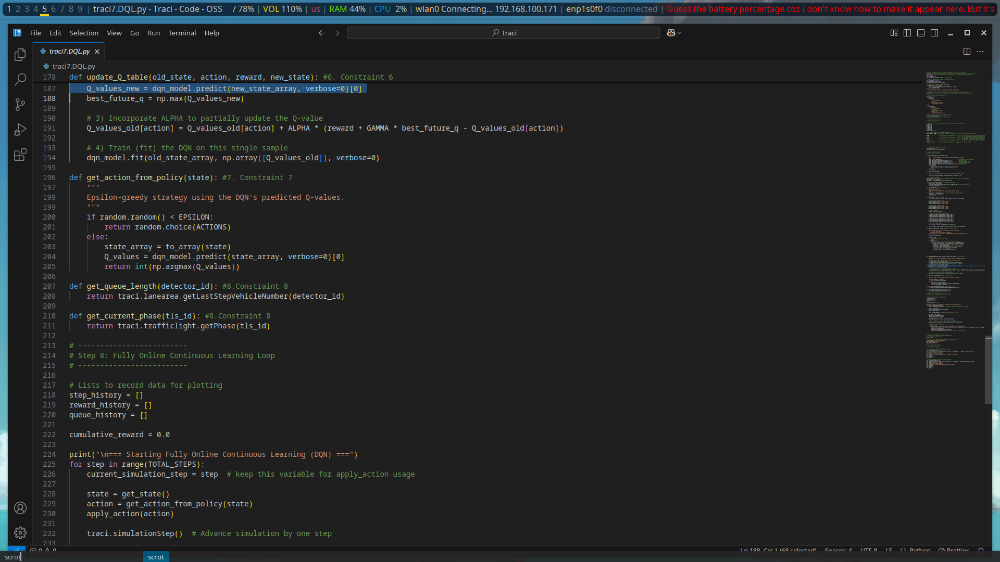 1 2 3 4 5 6 7 8 9 | traci7.DQL.py - Traci - Code - OSS / 78% | VOL 110% | us | RAM 44% | CPU 2% | wlan0 Connecting... 192.168.100.171 | enp1s0f0 disconnected | Guess the battery percentage coz I don't know how to make it appear here. But it's
File Edit Selection View Go Run Terminal Help Traci
traci7.DQL.py
traci7.DQL.py
178 def update_Q_table(old_state, action, reward, new_state): #6. Constraint 6
187 ····Q_values_new·=·dqn_model.predict(new_state_array,·verbose=0)[0]
188 best_future_q = np.max(Q_values_new)
189
190 # 3) Incorporate ALPHA to partially update the Q-value
191 Q_values_old[action] = Q_values_old[action] + ALPHA * (reward + GAMMA * best_future_q - Q_values_old[action])
192
193 # 4) Train (fit) the DQN on this single sample
194 dqn_model.fit(old_state_array, np.array([Q_values_old]), verbose=0)
195
196 def get_action_from_policy(state): #7. Constraint 7
197 """
198 Epsilon-greedy strategy using the DQN's predicted Q-values.
199 """
200 if random.random() < EPSILON:
201 return random.choice(ACTIONS)
202 else:
203 state_array = to_array(state)
204 Q_values = dqn_model.predict(state_array, verbose=0)[0]
205 return int(np.argmax(Q_values))
206
207 def get_queue_length(detector_id): #8.Constraint 8
208 return traci.lanearea.getLastStepVehicleNumber(detector_id)
209
210 def get_current_phase(tls_id): #8.Constraint 8
211 return traci.trafficlight.getPhase(tls_id)
212
213 # -------------------------
214 # Step 8: Fully Online Continuous Learning Loop
215 # -------------------------
216
217 # Lists to record data for plotting
218 step_history = []
219 reward_history = []
220 queue_history = []
221
222 cumulative_reward = 0.0
223
224 print("\n=== Starting Fully Online Continuous Learning (DQN) ===")
225 for step in range(TOTAL_STEPS):
226 current_simulation_step = step # keep this variable for apply_action usage
227
228 state = get_state()
229 action = get_action_from_policy(state)
230 apply_action(action)
231
232 traci.simulationStep() # Advance simulation by one step
233
0 0 Ln 188, Col 1 (68 selected) Spaces: 4 UTF-8 LF {} Python Prettier
scrot scrot